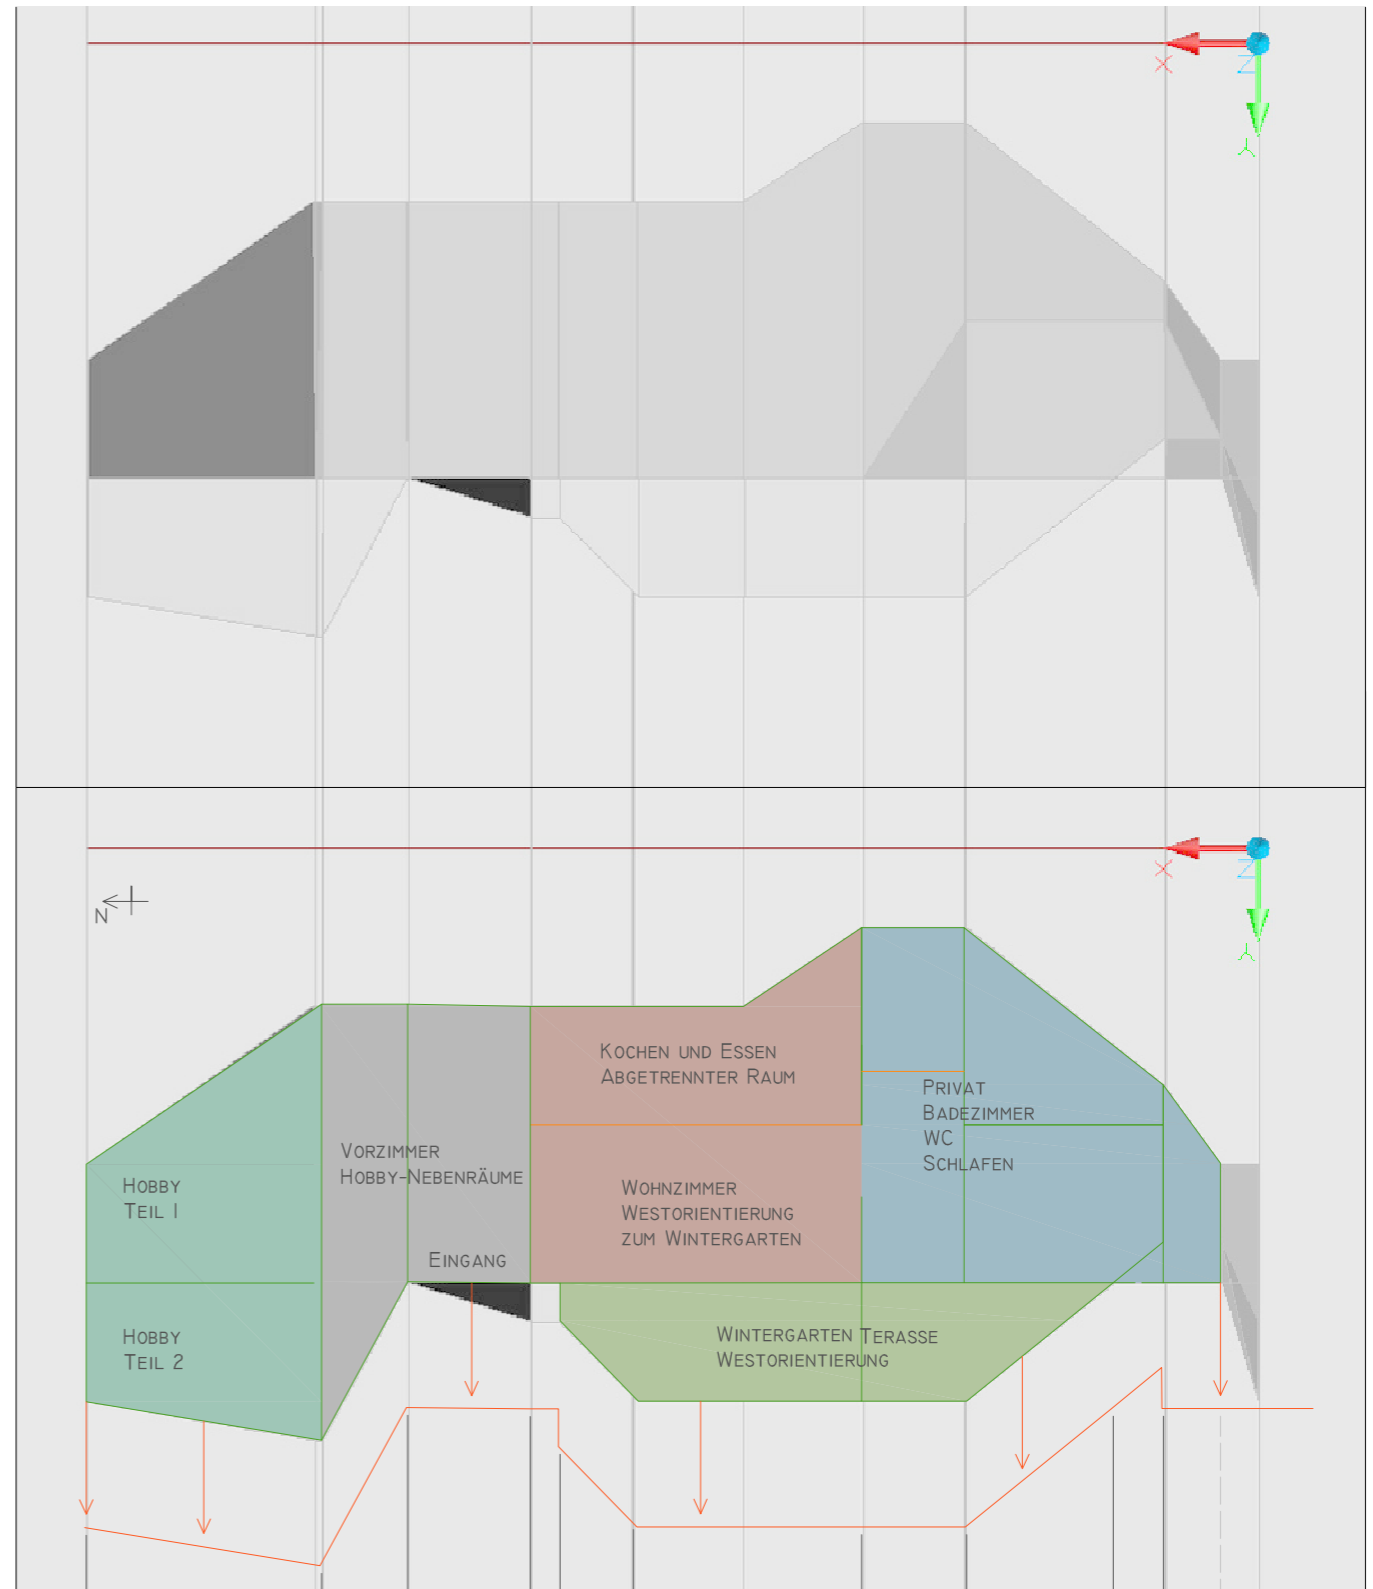 X
Z
Y
X
Z
Y
N
Kochen und Essen
Abgetrennter Raum
Privat
Badezimmer
WC
Schlafen
Vorzimmer
Hobby-Nebenräume
Hobby
Teil 1
Wohnzimmer
Westorientierung
zum Wintergarten
Eingang
Hobby
Teil 2
Wintergarten Terasse
Westorientierung